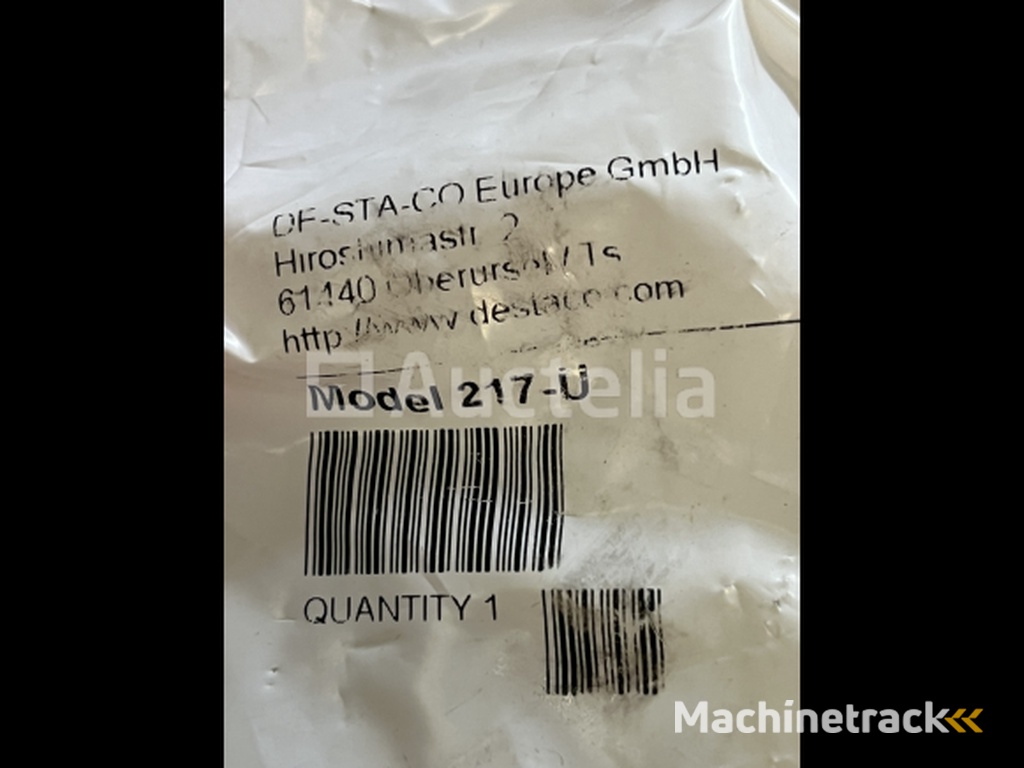 DE-STA-CO Europe GmbH
Hiroshimastr. 2
61440 Oberursel / Ts
http://www.destaco.com
Auctelia
Model 217-U
QUANTITY 1
Machinetrack